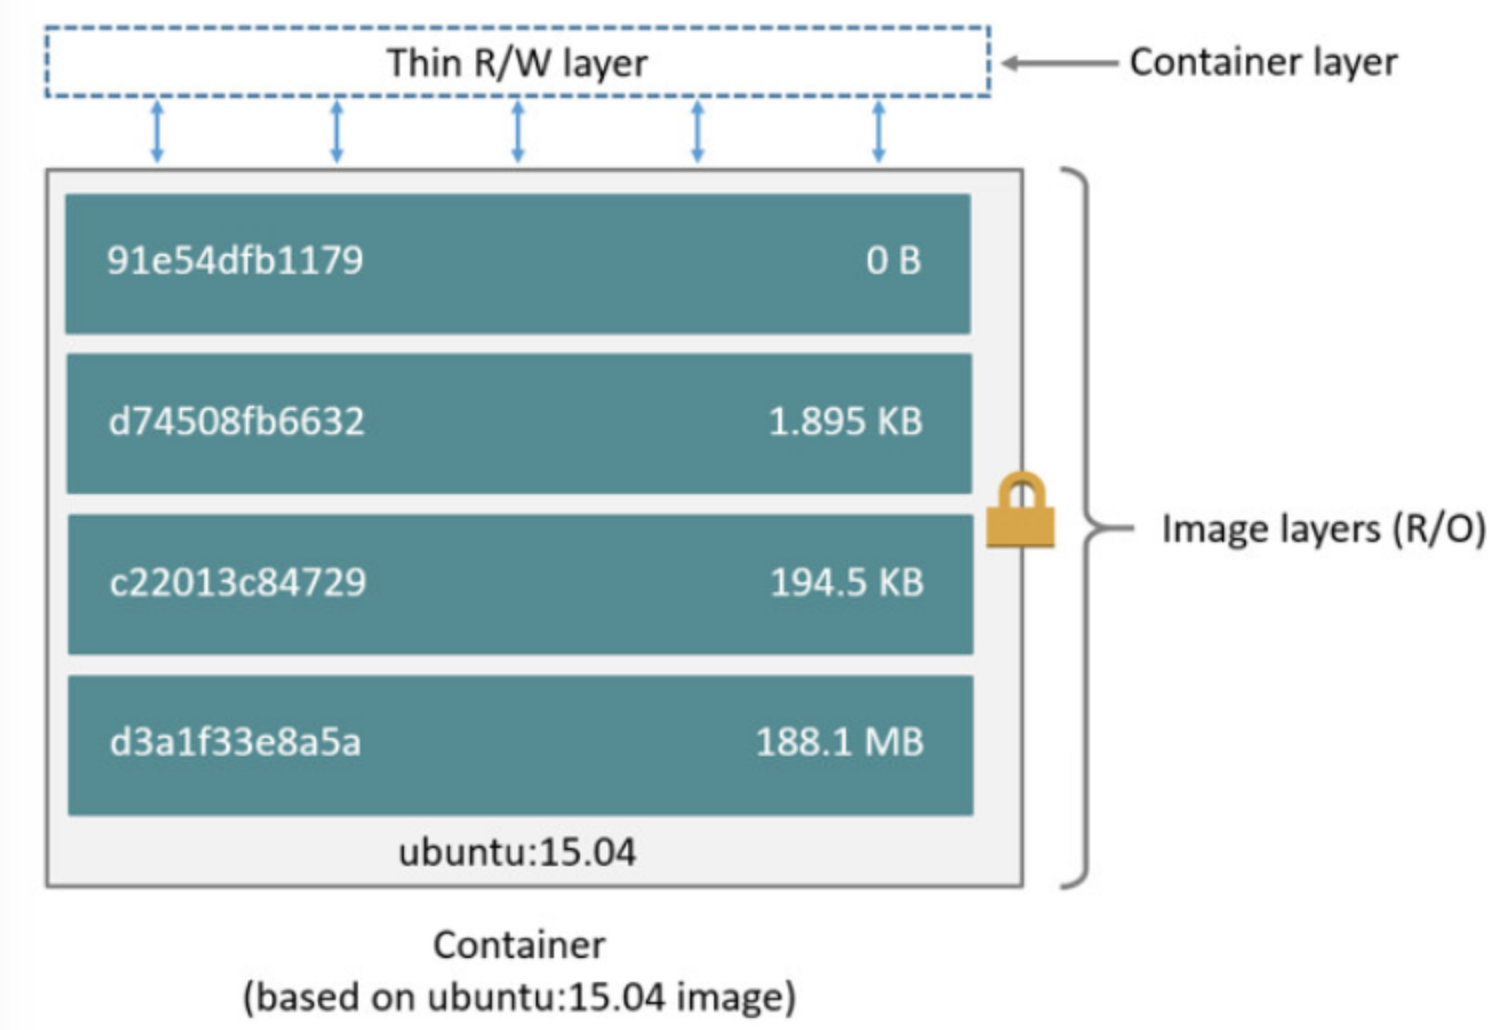 Thin R/W layer
Container layer
91e54dfb1179 0 B
d74508fb6632 1.895 KB
c22013c84729 194.5 KB
Image layers (R/O)
d3a1f33e8a5a 188.1 MB
ubuntu:15.04
Container
(based on ubuntu:15.04 image)